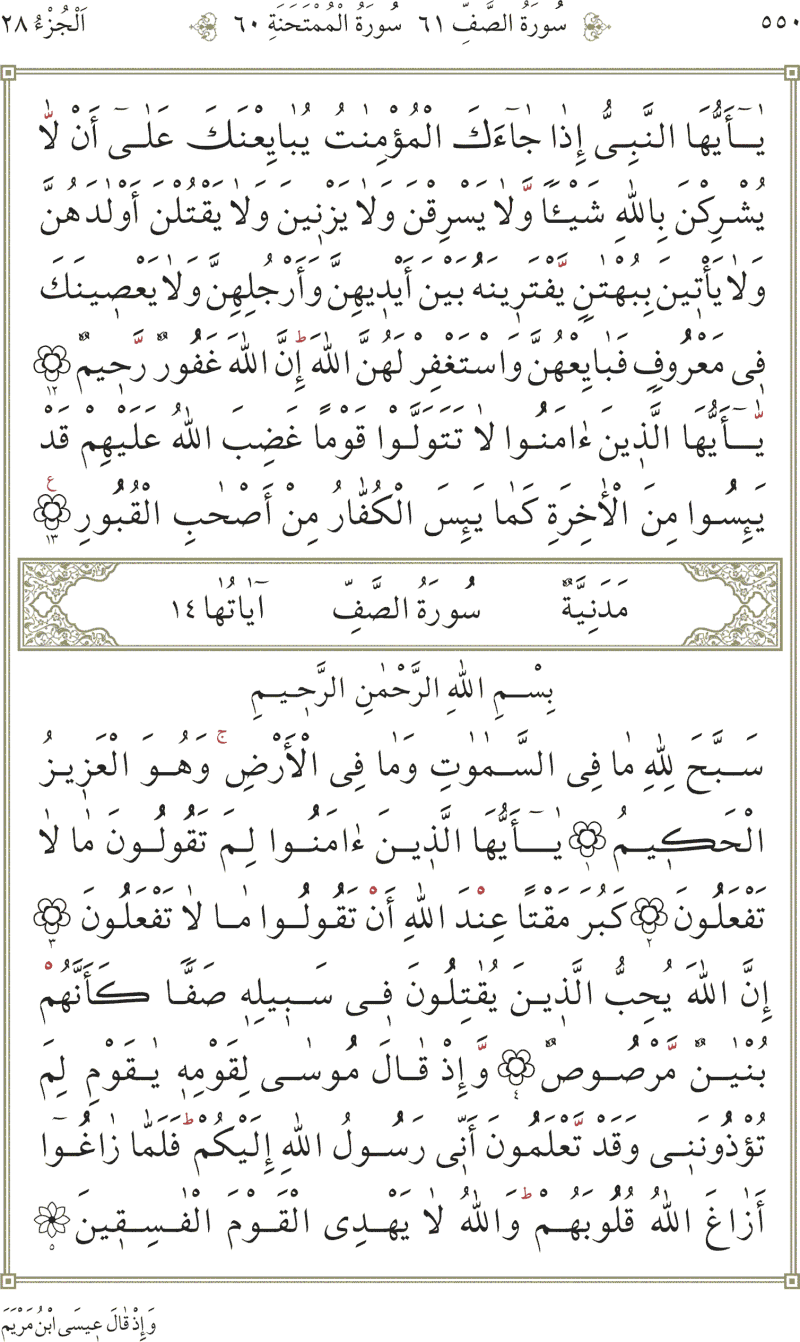 ٥٥٠ سُورَةُ الصَّفِّ ٦١ سُورَةُ الْمُمْتَحَنَةِ ٦٠ اَلْجُزْءُ ٢٨
يٰٓاَيُّهَا النَّبِىُّ إِذَا جَٓاءَكَ الْمُؤْمِنٰتُ يُبَايِعْنَكَ عَلٰٓى أَنْ لَّا
يُشْرِكْنَ بِاللّٰهِ شَيْـًٔا وَّلَا يَسْرِقْنَ وَلَا يَزْنِينَ وَلَا يَقْتُلْنَ أَوْلَادَهُنَّ
وَلَا يَأْتِينَ بِبُهْتَانٍ يَّفْتَرِينَهُ بَيْنَ أَيْدِيهِنَّ وَأَرْجُلِهِنَّ وَلَا يَعْصِينَكَ
فِى مَعْرُوفٍ فَبَايِعْهُنَّ وَاسْتَغْفِرْ لَهُنَّ اللّٰهَ ۗ إِنَّ اللّٰهَ غَفُورٌ رَّحِيمٌ ١٢
يّٰٓأَيُّهَا الَّذِينَ ءَامَنُوا لَا تَتَوَلَّوْا قَوْمًا غَضِبَ اللّٰهُ عَلَيْهِمْ قَدْ
يَئِسُوا مِنَ الْأَخِرَةِ كَمَا يَئِسَ الْكُفَّارُ مِنْ أَصْحٰبِ الْقُبُورِ ع ١٣
مَدَنِيَّةٌ سُورَةُ الصَّفِّ اٰيَاتُهَا ١٤
بِسْمِ اللّٰهِ الرَّحْمٰنِ الرَّحِيمِ
سَبَّحَ لِلّٰهِ مَا فِى السَّمٰوٰتِ وَمَا فِى الْأَرْضِ ۚ وَهُوَ الْعَزِيزُ
الْحَكِيمُ ١ يٰٓأَيُّهَا الَّذِينَ ءَامَنُوا لِمَ تَقُولُونَ مَا لَا
تَفْعَلُونَ ٢ كَبُرَ مَقْتًا عِنْدَ اللّٰهِ أَنْ تَقُولُوا مَا لَا تَفْعَلُونَ ٣
إِنَّ اللّٰهَ يُحِبُّ الَّذِينَ يُقٰتِلُونَ فِى سَبِيلِهِ صَفًّا كَأَنَّهُمْ
بُنْيٰنٌ مَّرْصُوصٌ ٤ وَّإِذْ قَالَ مُوسٰى لِقَوْمِهِ يٰقَوْمِ لِمَ
تُؤْذُونَنِى وَقَدْ تَّعْلَمُونَ أَنِّى رَسُولُ اللّٰهِ إِلَيْكُمْ ۗ فَلَمَّا زَاغُوٓا
أَزَاغَ اللّٰهُ قُلُوبَهُمْ ۗ وَاللّٰهُ لَا يَهْدِى الْقَوْمَ الْفٰسِقِينَ ٥
وَإِذْ قَالَ عِيسَى ابْنُ مَرْيَمَ